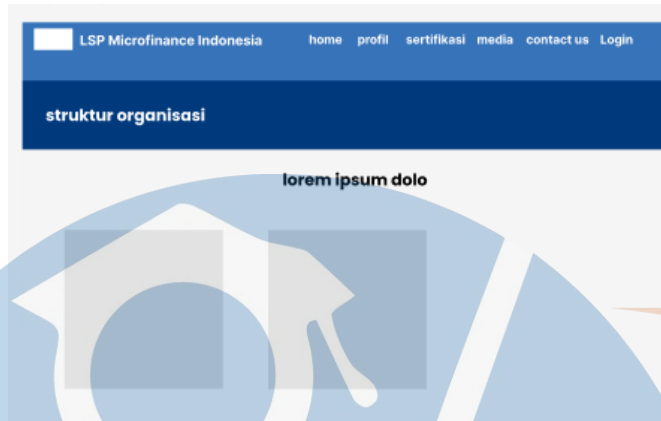 LSP Microfinance Indonesia home profil sertifikasi media contact us Login
struktur organisasi
lorem ipsum dolo